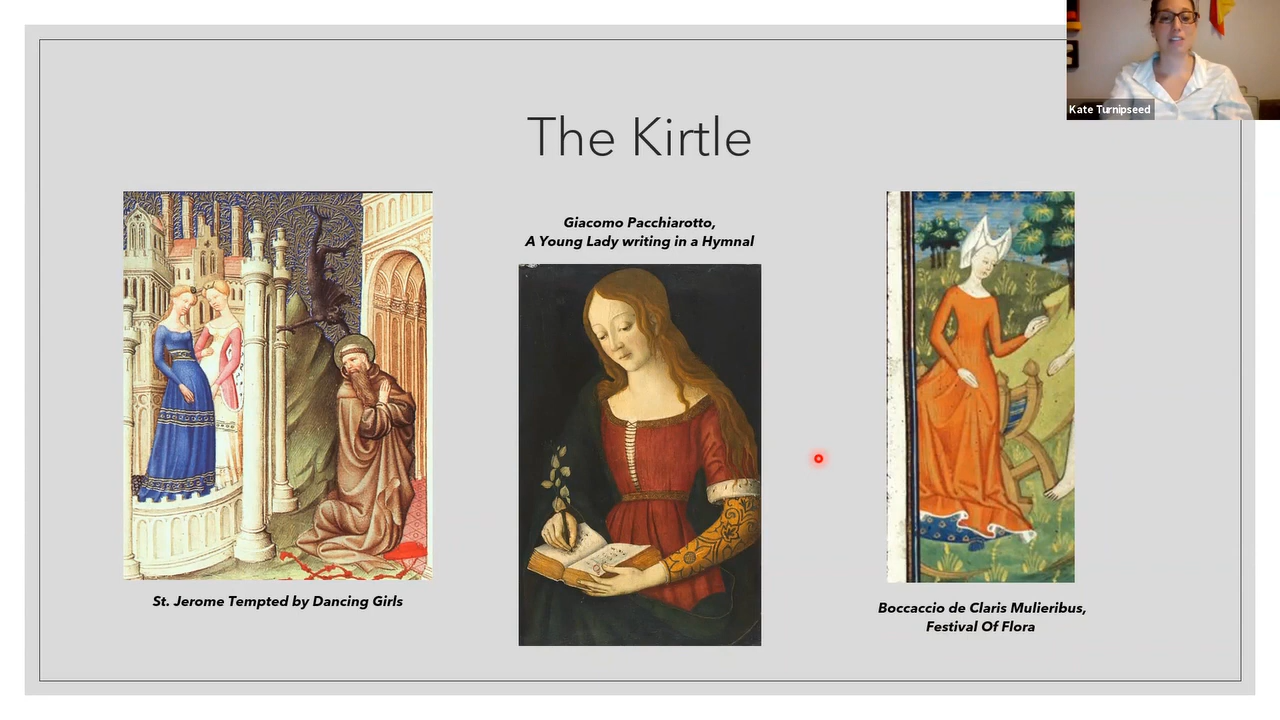 Kate Turnipseed
The Kirtle
Giacomo Pacchiarotto,
A Young Lady writing in a Hymnal
St. Jerome Tempted by Dancing Girls
Boccaccio de Claris Mulieribus,
Festival Of Flora